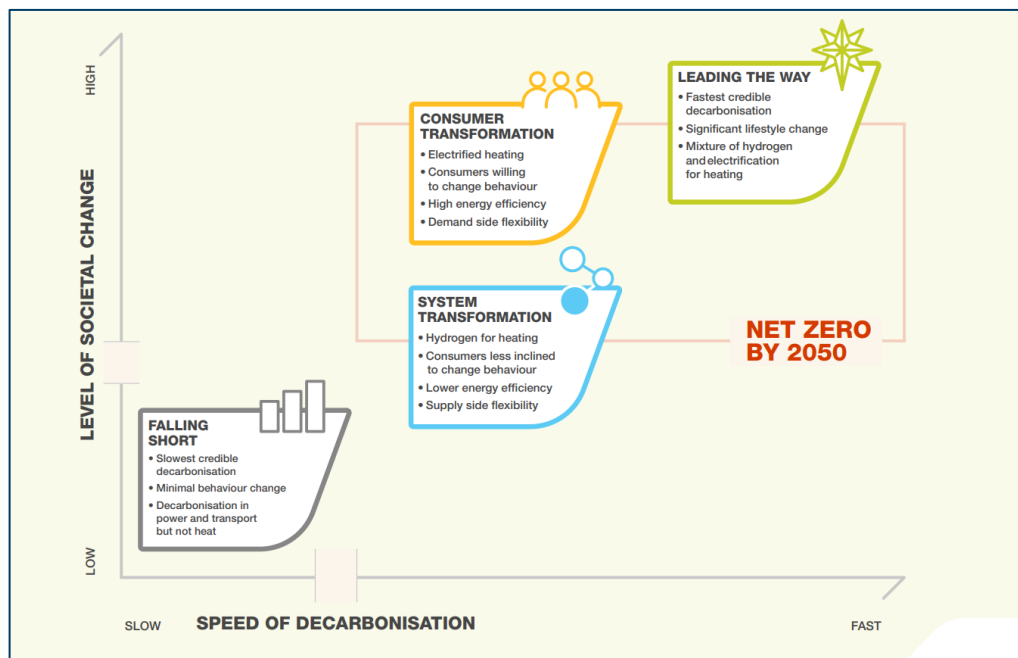 HIGH
LEVEL OF SOCIETAL CHANGE
LOW
CONSUMER
TRANSFORMATION
• Electrified heating
• Consumers willing
to change behaviour
• High energy efficiency
• Demand side flexibility
LEADING THE WAY
• Fastest credible
decarbonisation
• Significant lifestyle change
• Mixture of hydrogen
and electrification
for heating
SYSTEM
TRANSFORMATION
• Hydrogen for heating
• Consumers less inclined
to change behaviour
• Lower energy efficiency
• Supply side flexibility
NET ZERO
BY 2050
FALLING
SHORT
• Slowest credible
decarbonisation
• Minimal behaviour change
• Decarbonisation in
power and transport
but not heat
SLOW
SPEED OF DECARBONISATION
FAST